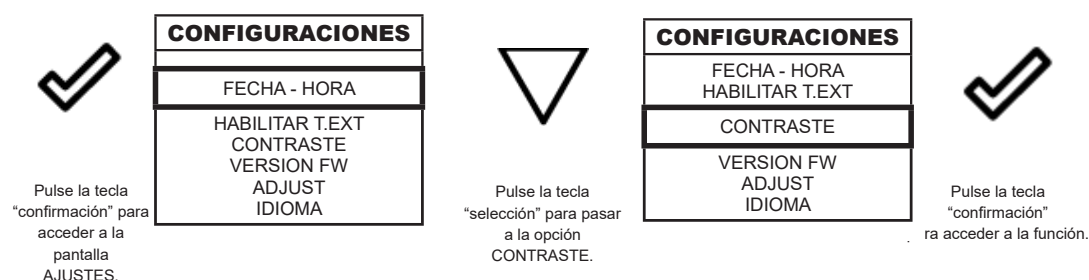 CONFIGURACIONES
FECHA - HORA
HABILITAR T.EXT
CONTRASTE
VERSION FW
ADJUST
IDIOMA
Pulse la tecla
“confirmación” para
acceder a la
pantalla
AJUSTES.
Pulse la tecla
“selección” para pasar
a la opción
CONTRASTE.
CONFIGURACIONES
FECHA - HORA
HABILITAR T.EXT
CONTRASTE
VERSION FW
ADJUST
IDIOMA
.
Pulse la tecla
“confirmación”
ra acceder a la función.